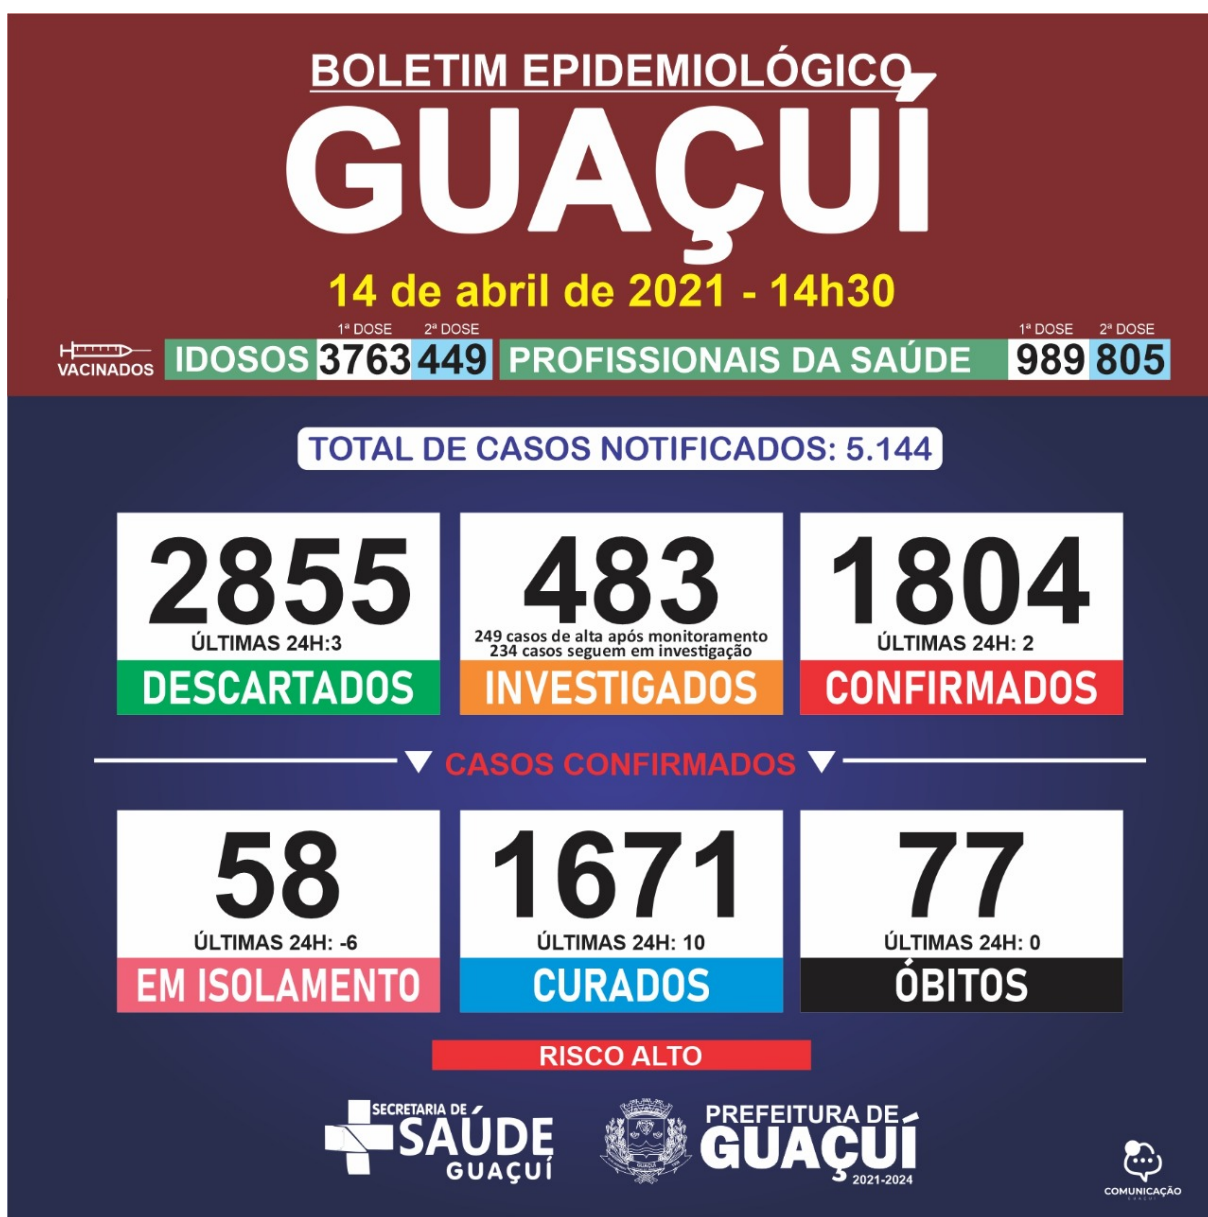 BOLETIM EPIDEMIOLÓGICO
GUAÇUÍ
14 de abril de 2021 - 14h30
1ª DOSE 2ª DOSE 1ª DOSE 2ª DOSE
VACINADOS IDOSOS 3763 449 PROFISSIONAIS DA SAÚDE 989 805
TOTAL DE CASOS NOTIFICADOS: 5.144
2855
ÚLTIMAS 24H:3
DESCARTADOS
483
249 casos de alta após monitoramento
234 casos seguem em investigação
INVESTIGADOS
1804
ÚLTIMAS 24H: 2
CONFIRMADOS
CASOS CONFIRMADOS
58
ÚLTIMAS 24H: -6
EM ISOLAMENTO
1671
ÚLTIMAS 24H: 10
CURADOS
77
ÚLTIMAS 24H: 0
ÓBITOS
RISCO ALTO
SECRETARIA DE
SAÚDE
GUAÇUÍ
PREFEITURA DE
GUAÇUÍ
2021-2024
COMUNICAÇÃO